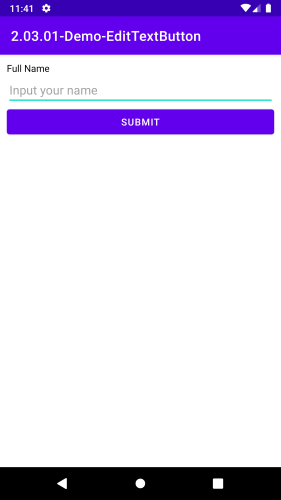 11:41
2.03.01-Demo-EditTextButton
Full Name
Input your name
SUBMIT